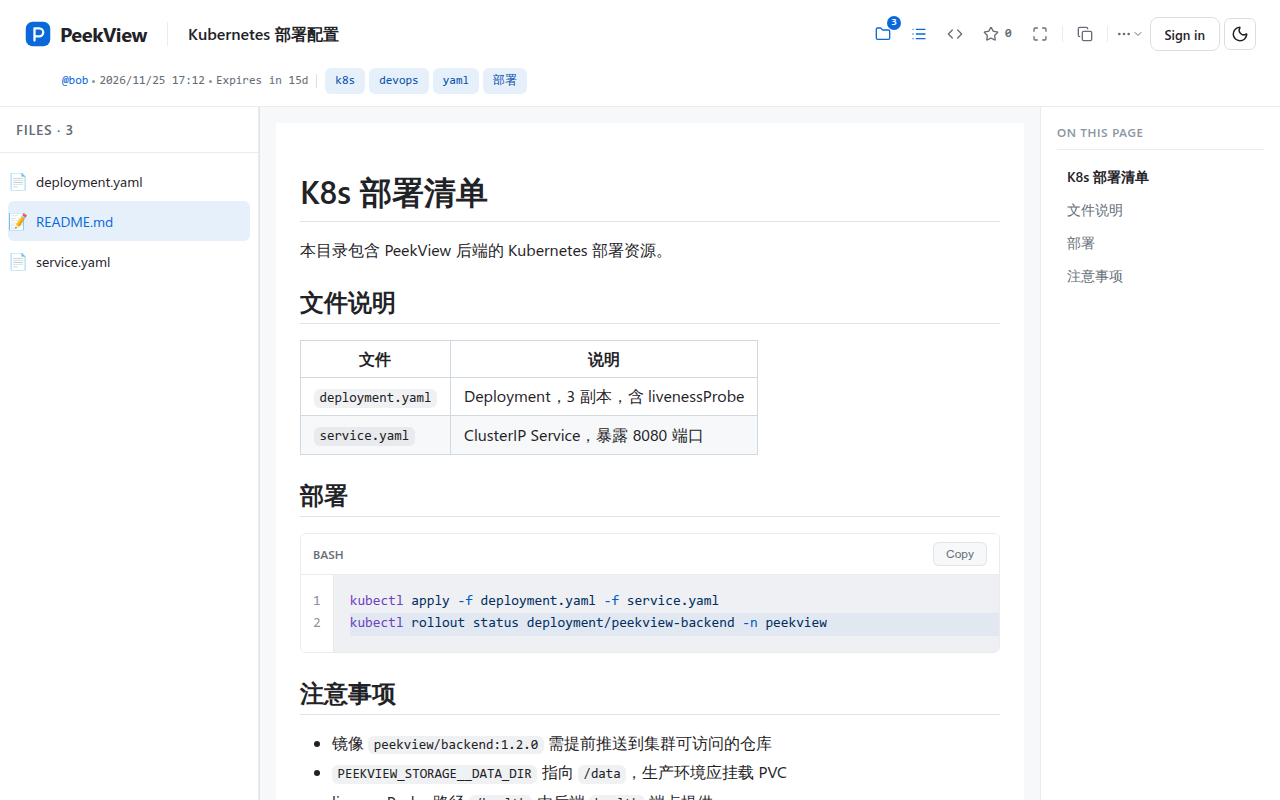 PeekView
Kubernetes 部署配置
3
0
Sign in
@bob • 2026/11/25 17:12 • Expires in 15d
k8s
devops
yaml
部署
FILES · 3
deployment.yaml
README.md
service.yaml
K8s 部署清单
本目录包含 PeekView 后端的 Kubernetes 部署资源。
文件说明
文件 说明
deployment.yaml Deployment，3 副本，含 livenessProbe
service.yaml ClusterIP Service，暴露 8080 端口
部署
BASH
Copy
1 kubectl apply -f deployment.yaml -f service.yaml
2 kubectl rollout status deployment/peekview-backend -n peekview
注意事项
• 镜像 peekview/backend:1.2.0 需提前推送到集群可访问的仓库
• PEEKVIEW_STORAGE__DATA_DIR 指向 /data，生产环境应挂载 PVC
ON THIS PAGE
K8s 部署清单
文件说明
部署
注意事项